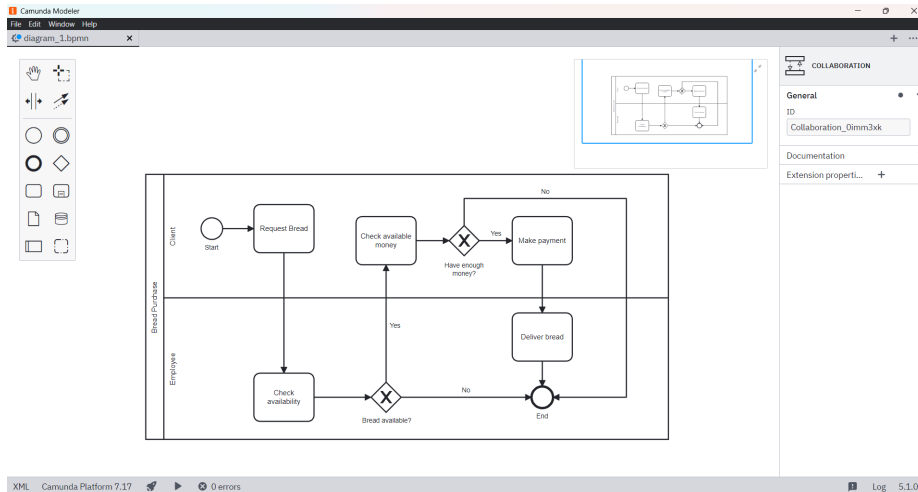 Camunda Modeler
File Edit Window Help
diagram_1.bpmn
COLLABORATION
General
ID
Collaboration_0imm3xk
Documentation
Extension properti...
Bread Purchase
Client
Start
Request Bread
Check available
money
Have enough
money?
Yes
No
Make payment
Employee
Check
availability
Bread available?
Yes
No
Deliver bread
End
XML Camunda Platform 7.17 0 errors Log 5.1.0